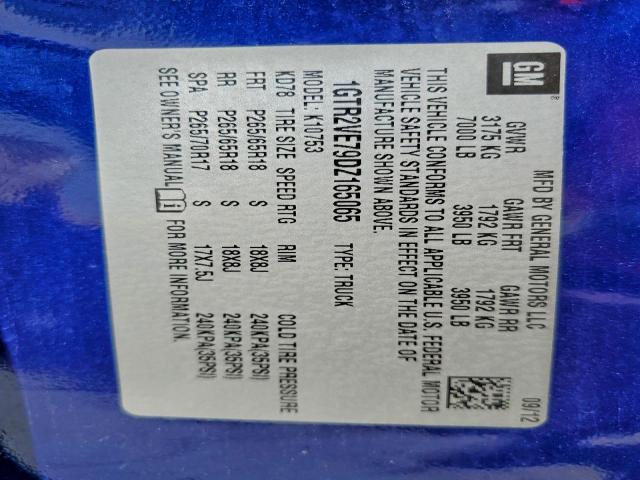 GM
®
MFD BY GENERAL MOTORS LLC 09/12
GVWR GAWR FRT GAWR RR
3175 KG 1792 KG 1792 KG
7000 LB 3950 LB 3950 LB
THIS VEHICLE CONFORMS TO ALL APPLICABLE U.S. FEDERAL MOTOR
VEHICLE SAFETY STANDARDS IN EFFECT ON THE DATE OF
MANUFACTURE SHOWN ABOVE.
1GTR2VE79DZ165065 TYPE: TRUCK
MODEL: K10753
K078 TIRE SIZE SPEED RTG RIM COLD TIRE PRESSURE
FRT P265/65R18 S 18X8J 240KPA(35PSI)
RR P265/65R18 S 18X8J 240KPA(35PSI)
SPA P265/70R17 S 17X7.5J 240KPA(35PSI)
SEE OWNER'S MANUAL i FOR MORE INFORMATION.